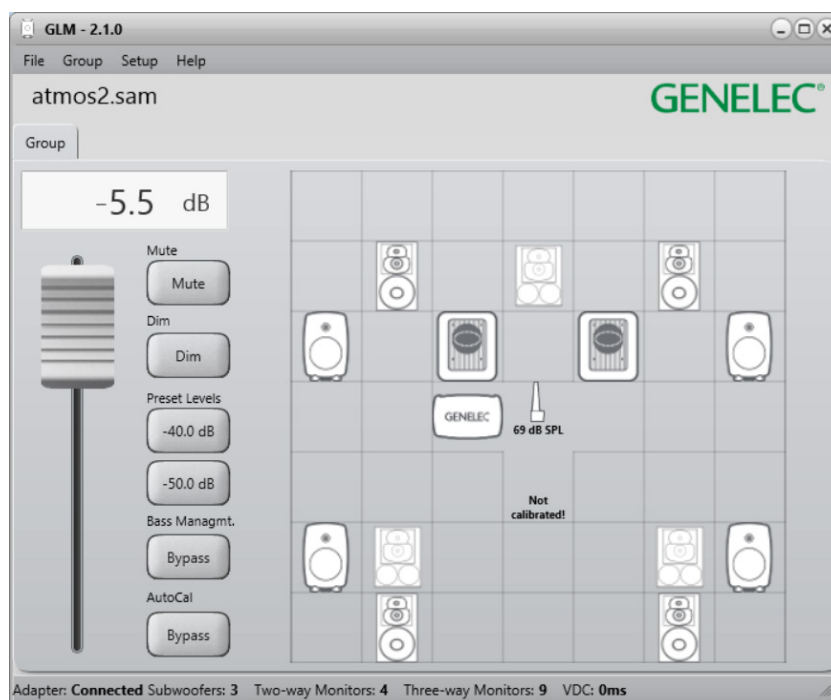 GLM - 2.1.0
File Group Setup Help
atmos2.sam
GENELEC®
Group
-5.5 dB
Mute
Mute
Dim
Dim
Preset Levels
-40.0 dB
GENELEC
69 dB SPL
-50.0 dB
Not
calibrated!
Bass Managmt.
Bypass
AutoCal
Bypass
Adapter: Connected Subwoofers: 3 Two-way Monitors: 4 Three-way Monitors: 9 VDC: 0ms